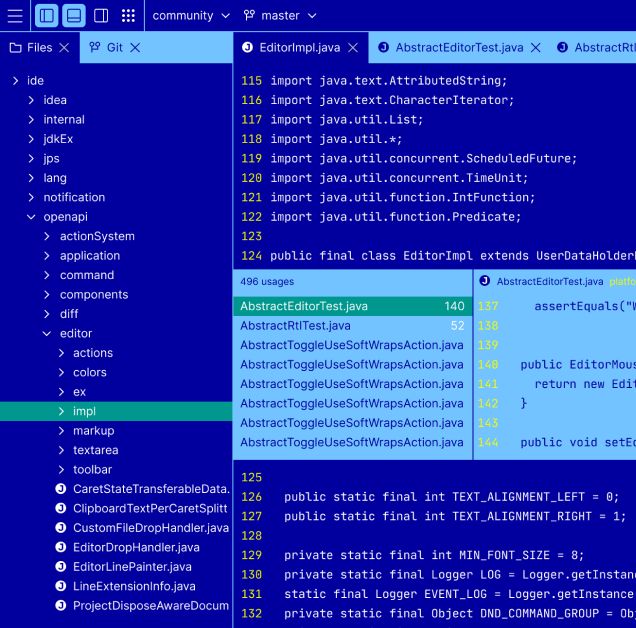 community master
Files Git
ide
idea
internal
jdkEx
jps
lang
notification
openapi
actionSystem
application
command
components
diff
editor
actions
colors
ex
impl
markup
textarea
toolbar
CaretStateTransferableData.
ClipboardTextPerCaretSplitt
CustomFileDropHandler.java
EditorDropHandler.java
EditorLinePainter.java
LineExtensionInfo.java
ProjectDisposeAwareDocum
EditorImpl.java AbstractEditorTest.java AbstractRtl
115 import java.text.AttributedString;
116 import java.text.CharacterIterator;
117 import java.util.List;
118 import java.util.*;
119 import java.util.concurrent.ScheduledFuture;
120 import java.util.concurrent.TimeUnit;
121 import java.util.function.IntFunction;
122 import java.util.function.Predicate;
123
124 public final class EditorImpl extends UserDataHolder
496 usages
AbstractEditorTest.java 140
AbstractRtlTest.java 52
AbstractToggleUseSoftWrapsAction.java
AbstractToggleUseSoftWrapsAction.java
AbstractToggleUseSoftWrapsAction.java
AbstractToggleUseSoftWrapsAction.java
AbstractToggleUseSoftWrapsAction.java
AbstractToggleUseSoftWrapsAction.java
AbstractEditorTest.java platfo
137 assertEquals("W
138
139
140 public EditorMous
141 return new Edit
142 }
143
144 public void setEd
125
126 public static final int TEXT_ALIGNMENT_LEFT = 0;
127 public static final int TEXT_ALIGNMENT_RIGHT = 1;
128
129 private static final int MIN_FONT_SIZE = 8;
130 private static final Logger LOG = Logger.getInstanc
131 static final Logger EVENT_LOG = Logger.getInstance
132 private static final Object DND_COMMAND_GROUP = Ob